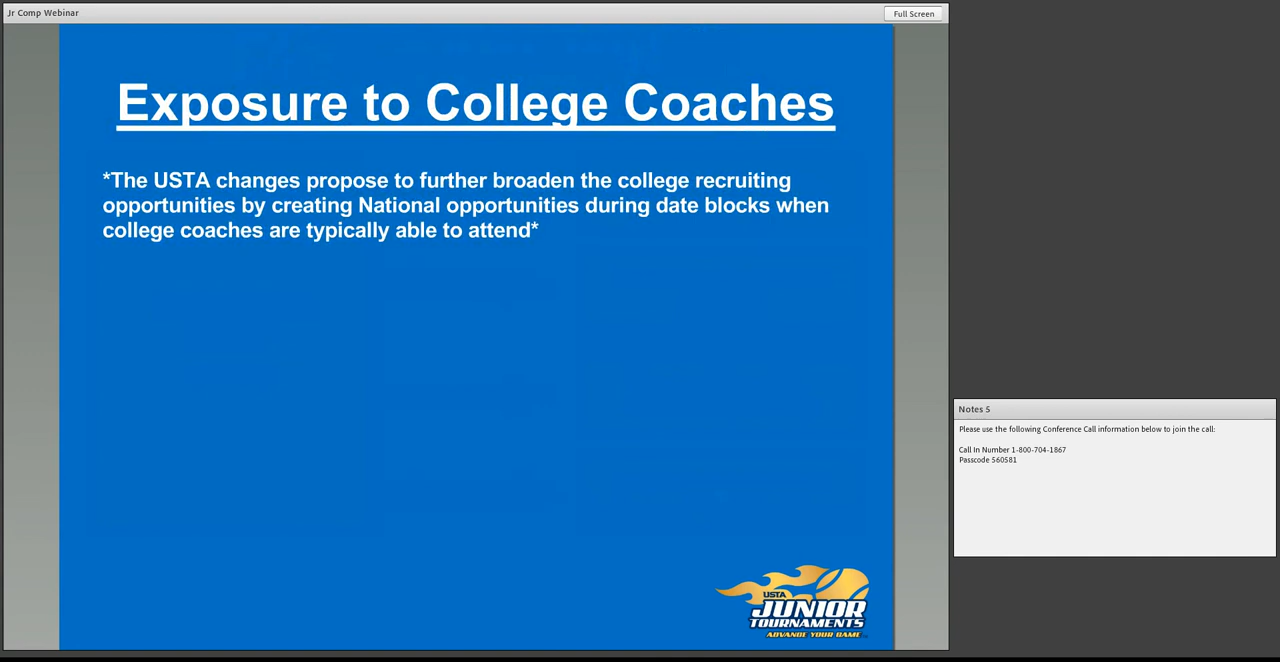 Jr Comp Webinar
Full Screen
Exposure to College Coaches
*The USTA changes propose to further broaden the college recruiting
opportunities by creating National opportunities during date blocks when
college coaches are typically able to attend*
USTA
JUNIOR
TOURNAMENTS
ADVANCE YOUR GAME
Notes 5
Please use the following Conference Call information below to join the call:
Call In Number 1-800-704-1867
Passcode 560581